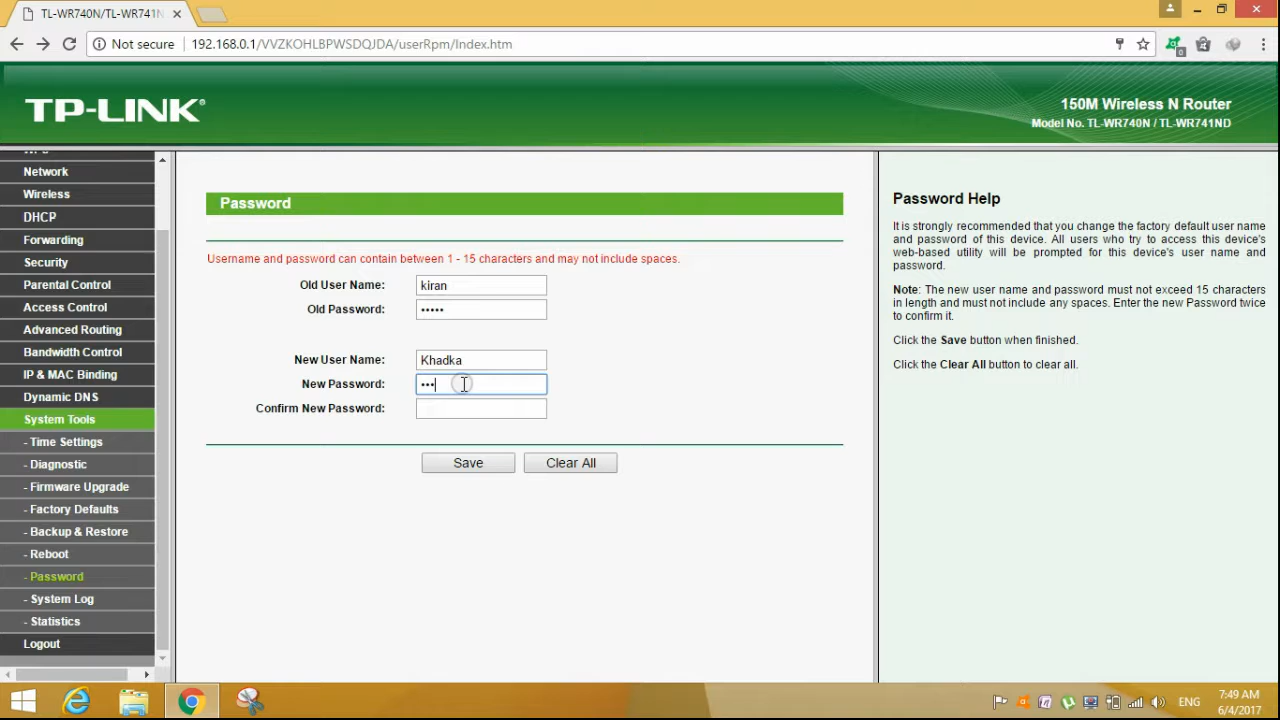 TL-WR740N/TL-WR741N
Not secure
192.168.0.1/VVZKOHLBPWSDQJDA/userRpm/Index.htm
0
TP-LINK®
150M Wireless N Router
Model No. TL-WR740N / TL-WR741ND
Network
Wireless
DHCP
Forwarding
Security
Parental Control
Access Control
Advanced Routing
Bandwidth Control
IP & MAC Binding
Dynamic DNS
System Tools
- Time Settings
- Diagnostic
- Firmware Upgrade
- Factory Defaults
- Backup & Restore
- Reboot
- Password
- System Log
- Statistics
Logout
Password
Username and password can contain between 1 - 15 characters and may not include spaces.
Old User Name: kiran
Old Password: •••••
New User Name: Khadka
New Password: •••
Confirm New Password:
Save Clear All
Password Help
It is strongly recommended that you change the factory default user name
and password of this device. All users who try to access this device's
web-based utility will be prompted for this device's user name and
password.
Note: The new user name and password must not exceed 15 characters
in length and must not include any spaces. Enter the new Password twice
to confirm it.
Click the Save button when finished.
Click the Clear All button to clear all.
ENG
7:49 AM
6/4/2017